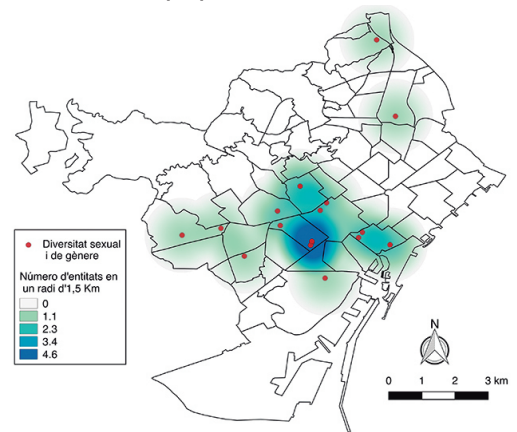 Diversitat sexual
i de gènere
Número d'entitats en
un radi d'1,5 Km
0
1.1
2.3
3.4
4.6
N
0 1 2 3 km